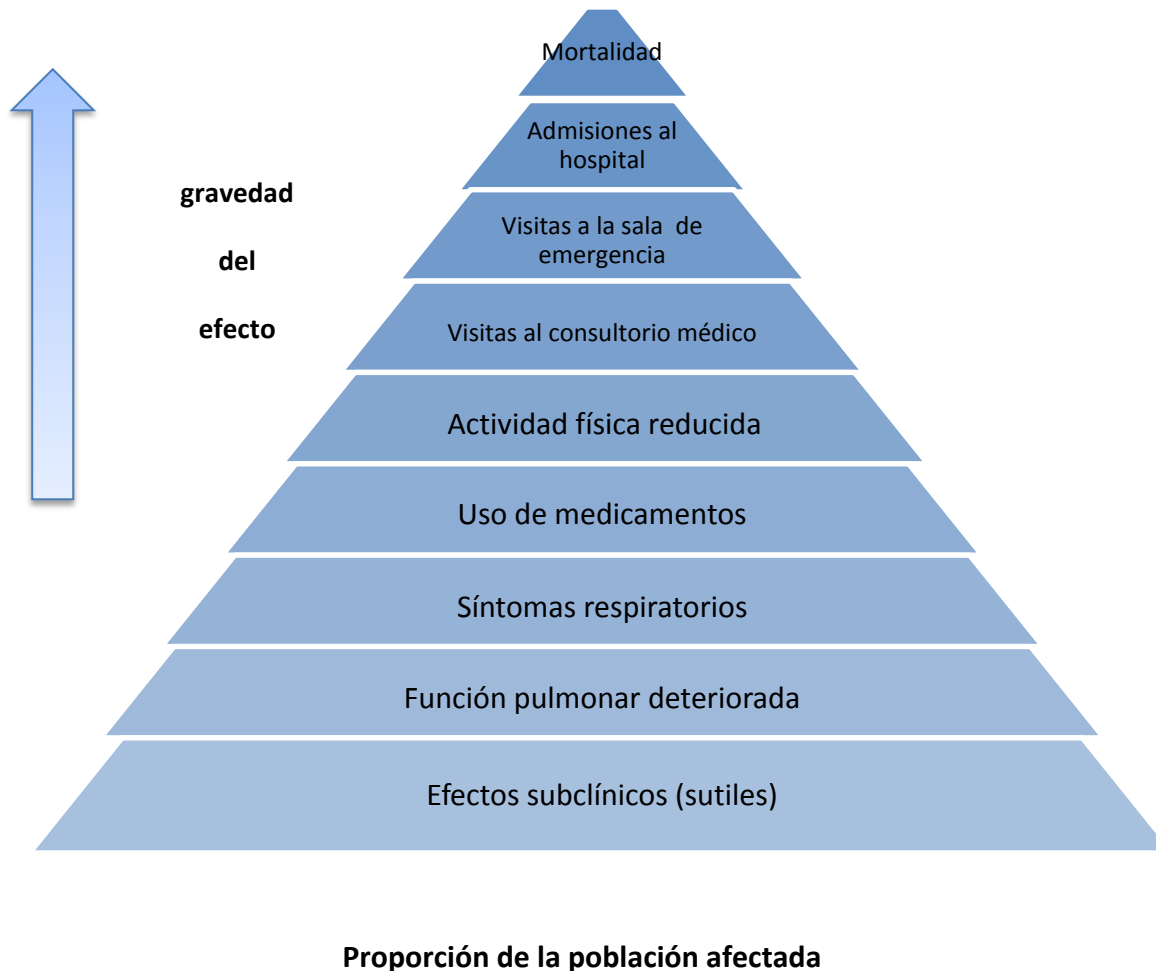 Mortalidad
Admisiones al
hospital
gravedad
del
efecto
Visitas a la sala de
emergencia
Visitas al consultorio médico
Actividad física reducida
Uso de medicamentos
Síntomas respiratorios
Función pulmonar deteriorada
Efectos subclínicos (sutiles)
Proporción de la población afectada